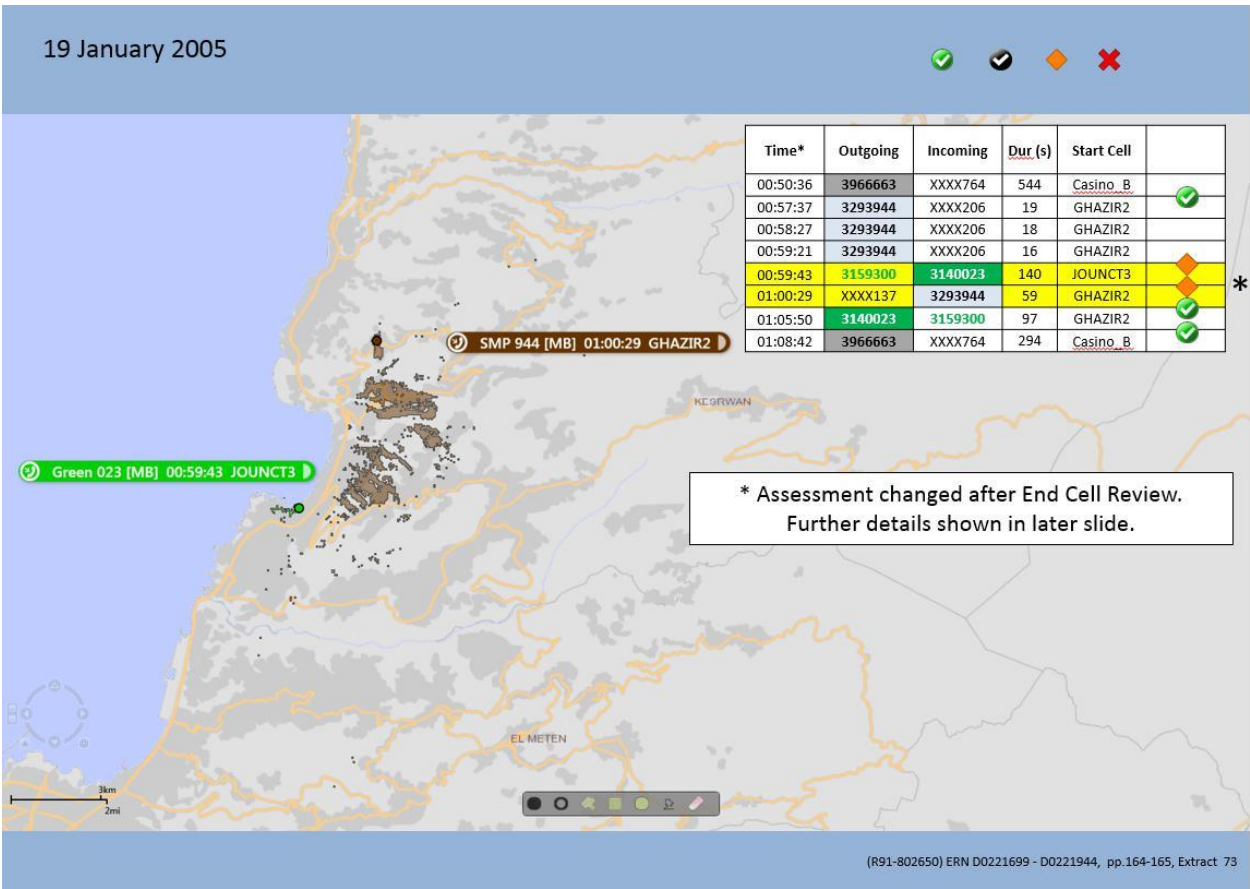 19 January 2005
Time* Outgoing Incoming Dur (s) Start Cell
00:50:36 3966663 XXXX764 544 Casino_B
00:57:37 3293944 XXXX206 19 GHAZIR2
00:58:27 3293944 XXXX206 18 GHAZIR2
00:59:21 3293944 XXXX206 16 GHAZIR2
00:59:43 3159300 3140023 140 JOUNCT3
*
01:00:29 XXXX137 3293944 59 GHAZIR2
01:05:50 3140023 3159300 97 GHAZIR2
01:08:42 3966663 XXXX764 294 Casino_B
SMP 944 [MB] 01:00:29 GHAZIR2
KESRWAN
Green 023 [MB] 00:59:43 JOUNCT3
* Assessment changed after End Cell Review.
Further details shown in later slide.
EL METEN
3km
2mi
(R91-802650) ERN D0221699 - D0221944, pp.164-165, Extract 73